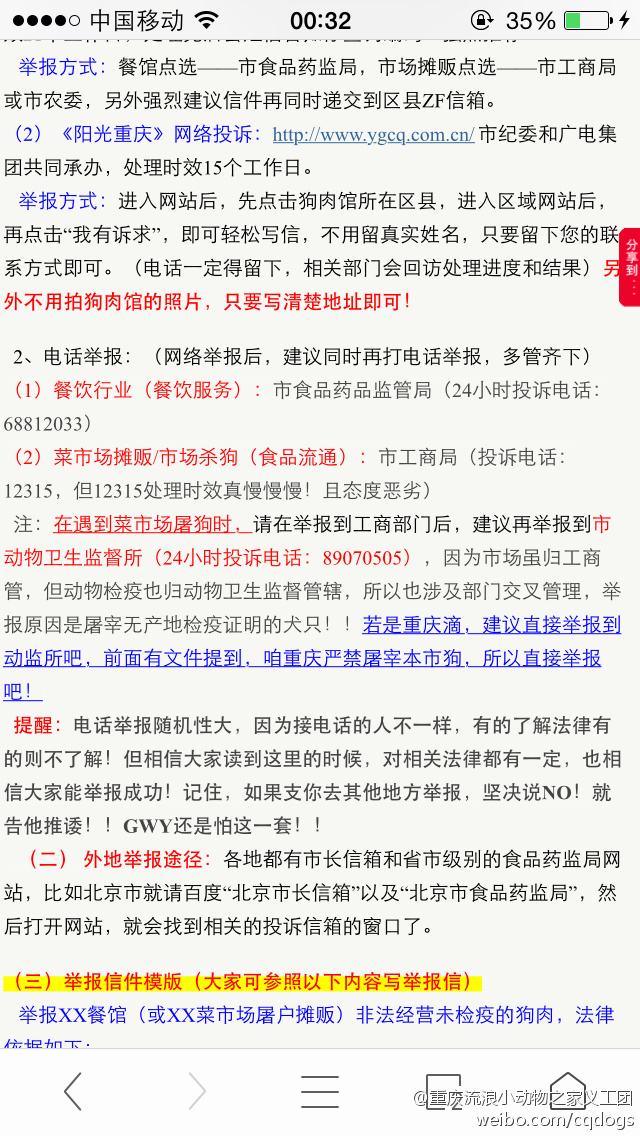 中国移动 00:32 35%
举报方式：餐馆点选——市食品药监局，市场摊贩点选——市工商局
或市农委，另外强烈建议信件再同时递交到区县ZF信箱。
（2）《阳光重庆》网络投诉：http://www.ygcq.com.cn/ 市纪委和广电集
团共同承办，处理时效15个工作日。
举报方式：进入网站后，先点击狗肉馆所在区县，进入区域网站后，
再点击“我有诉求”，即可轻松写信，不用留真实姓名，只要留下您的联
系方式即可。（电话一定得留下，相关部门会回访处理进度和结果）另
外不用拍狗肉馆的照片，只要写清楚地址即可！
分享到：...
2、电话举报：（网络举报后，建议同时再打电话举报，多管齐下）
（1）餐饮行业（餐饮服务）：市食品药品监管局（24小时投诉电话：
68812033）
（2）菜市场摊贩/市场杀狗（食品流通）：市工商局（投诉电话：
12315，但12315处理时效真慢慢慢！且态度恶劣）
注：在遇到菜市场屠狗时，请在举报到工商部门后，建议再举报到市
动物卫生监督所（24小时投诉电话：89070505），因为市场虽归工商
管，但动物检疫也归动物卫生监督管辖，所以也涉及部门交叉管理，举
报原因是屠宰无产地检疫证明的犬只！！若是重庆滴，建议直接举报到
动监所吧，前面有文件提到，咱重庆严禁屠宰本市狗，所以直接举报
吧！
提醒：电话举报随机性大，因为接电话的人不一样，有的了解法律有
的则不了解！但相信大家读到这里的时候，对相关法律都有一定，也相
信大家能举报成功！记住，如果支你去其他地方举报，坚决说NO！就
告他推诿！！GWY还是怕这一套！！
（二）外地举报途径：各地都有市长信箱和省市级别的食品药监局网
站，比如北京市就请百度“北京市长信箱”以及“北京市食品药监局”，然
后打开网站，就会找到相关的投诉信箱的窗口了。
（三）举报信件模版（大家可参照以下内容写举报信）
举报XX餐馆（或XX菜市场屠户摊贩）非法经营未检疫的狗肉，法律
依据如下：
2
@重庆流浪小动物之家义工团
weibo.com/cqdogs